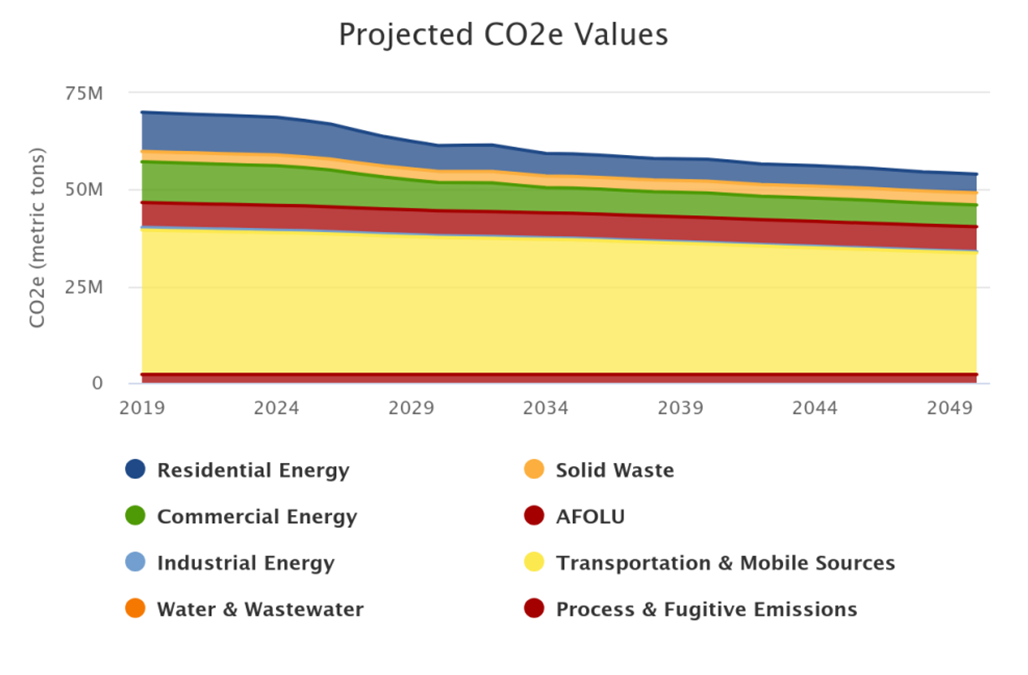 Projected CO2e Values
CO2e (metric tons)
75M
50M
25M
0
2019 2024 2029 2034 2039 2044 2049
Residential Energy
Solid Waste
Commercial Energy
AFOLU
Industrial Energy
Transportation & Mobile Sources
Water & Wastewater
Process & Fugitive Emissions